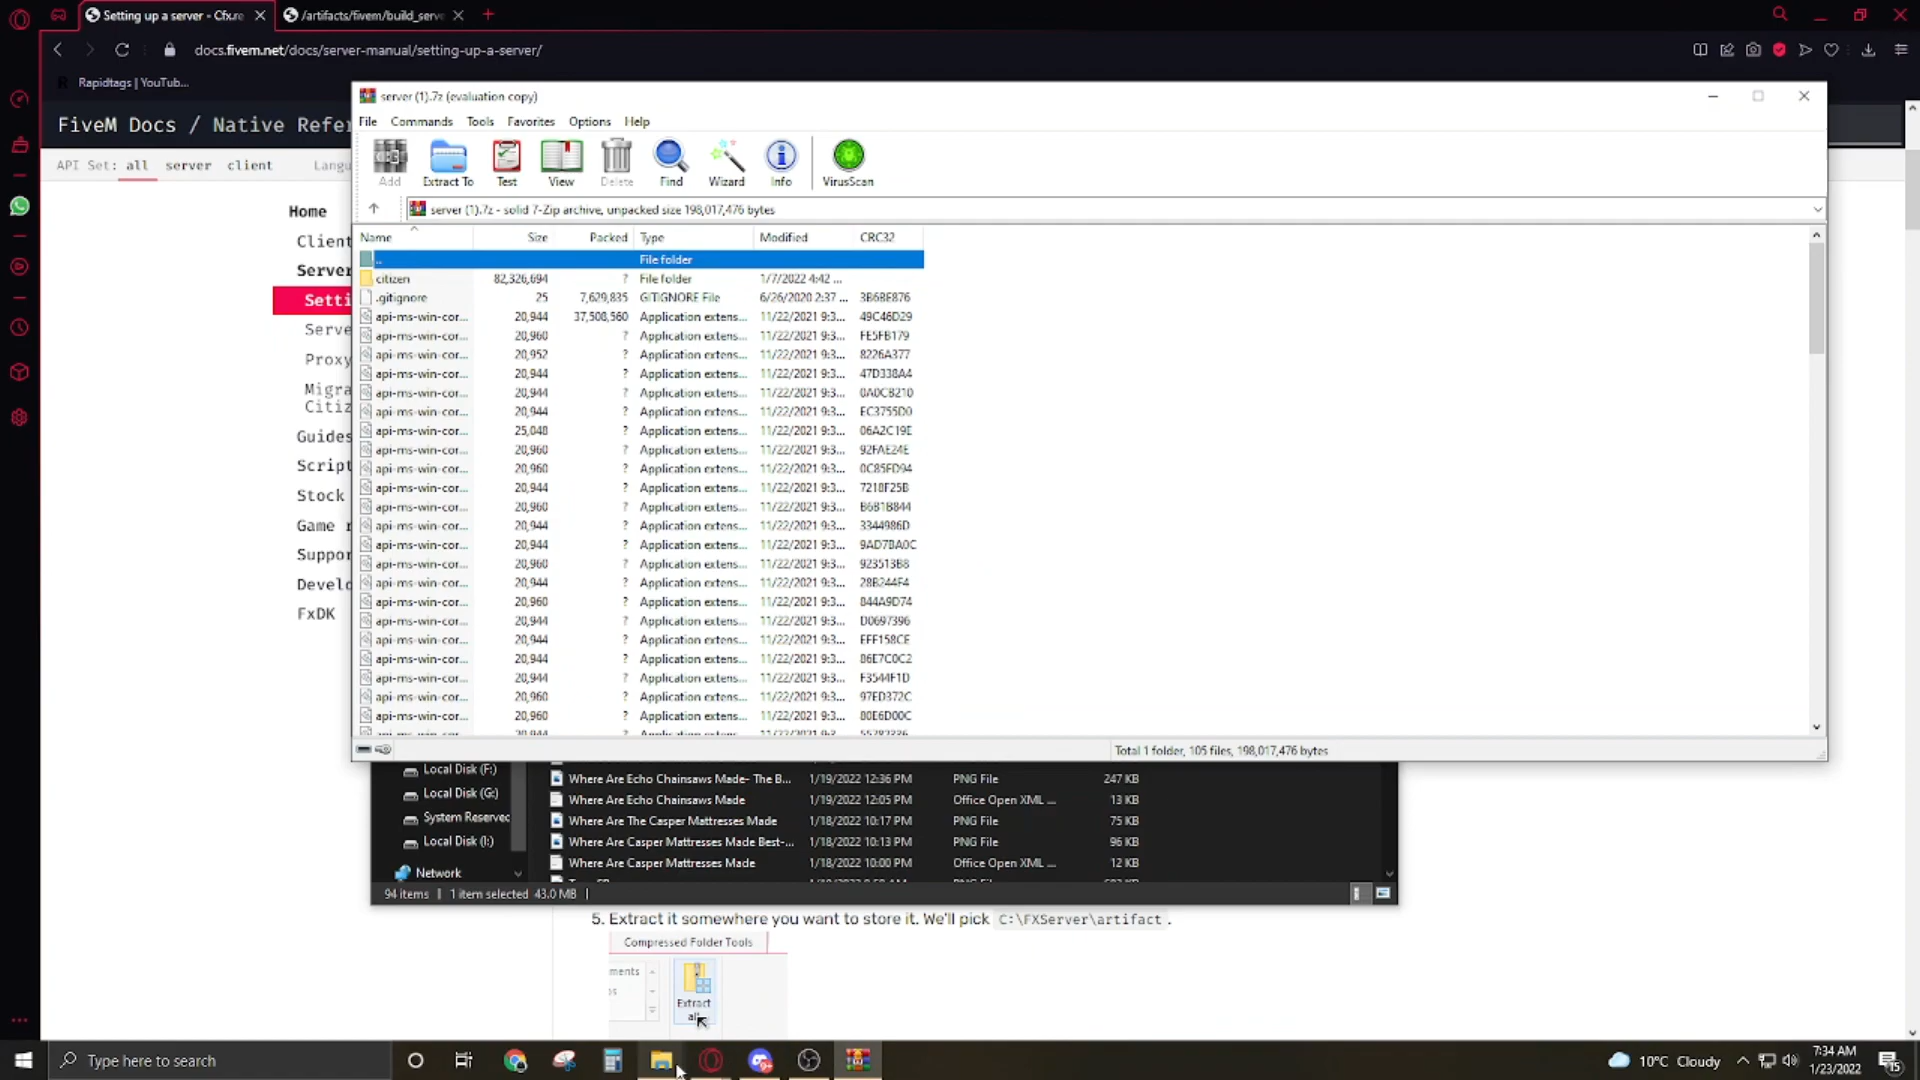 Setting up a server - Cfx.re
/artifacts/fivem/build_serve
docs.fivem.net/docs/server-manual/setting-up-a-server/
Rapidtags | YouTub...
FiveM Docs / Native Refer
API Set: all server client Langu
Home
Client
Server
Setti
Serve
Proxy
Migra
Citiz
Guides
Script
Stock
Game r
Suppor
Develo
FxDK
server (1).7z (evaluation copy)
File Commands Tools Favorites Options Help
Add Extract To Test View Delete Find Wizard Info VirusScan
server (1).7z - solid 7-Zip archive, unpacked size 198,017,476 bytes
Name Size Packed Type Modified CRC32
.. File folder
citizen 82,326,694 ? File folder 1/7/2022 4:42 ...
.gitignore 25 7,629,835 GITIGNORE File 6/26/2020 2:37 ... 3B6BE876
api-ms-win-cor... 20,944 37,508,560 Application extens... 11/22/2021 9:3... 49C46D29
api-ms-win-cor... 20,960 ? Application extens... 11/22/2021 9:3... FE5FB179
api-ms-win-cor... 20,952 ? Application extens... 11/22/2021 9:3... 8226A377
api-ms-win-cor... 20,944 ? Application extens... 11/22/2021 9:3... 47D338A4
api-ms-win-cor... 20,944 ? Application extens... 11/22/2021 9:3... 0A0CB210
api-ms-win-cor... 20,944 ? Application extens... 11/22/2021 9:3... EC3755D0
api-ms-win-cor... 25,048 ? Application extens... 11/22/2021 9:3... 06A2C19E
api-ms-win-cor... 20,960 ? Application extens... 11/22/2021 9:3... 92FAE24E
api-ms-win-cor... 20,960 ? Application extens... 11/22/2021 9:3... 0C85FD94
api-ms-win-cor... 20,944 ? Application extens... 11/22/2021 9:3... 7218F25B
api-ms-win-cor... 20,960 ? Application extens... 11/22/2021 9:3... B6B1B844
api-ms-win-cor... 20,944 ? Application extens... 11/22/2021 9:3... 3344986D
api-ms-win-cor... 20,944 ? Application extens... 11/22/2021 9:3... 9AD7BA0C
api-ms-win-cor... 20,960 ? Application extens... 11/22/2021 9:3... 923513B8
api-ms-win-cor... 20,944 ? Application extens... 11/22/2021 9:3... 28B244F4
api-ms-win-cor... 20,960 ? Application extens... 11/22/2021 9:3... 844A9D74
api-ms-win-cor... 20,944 ? Application extens... 11/22/2021 9:3... D0697396
api-ms-win-cor... 20,944 ? Application extens... 11/22/2021 9:3... EFF158CE
api-ms-win-cor... 20,944 ? Application extens... 11/22/2021 9:3... 86E7C0C2
api-ms-win-cor... 20,944 ? Application extens... 11/22/2021 9:3... F3544F1D
api-ms-win-cor... 20,960 ? Application extens... 11/22/2021 9:3... 97FD372C
api-ms-win-cor... 20,960 ? Application extens... 11/22/2021 9:3... 80E6D00C
Total 1 folder, 105 files, 198,017,476 bytes
Local Disk (F:)
Local Disk (G:)
System Reserved
Local Disk (I:)
Network
Where Are Echo Chainsaws Made- The B... 1/19/2022 12:36 PM PNG File 247 KB
Where Are Echo Chainsaws Made 1/19/2022 12:05 PM Office Open XML ... 13 KB
Where Are The Casper Mattresses Made 1/18/2022 10:17 PM PNG File 75 KB
Where Are Casper Mattresses Made Best-... 1/18/2022 10:13 PM PNG File 96 KB
Where Are Casper Mattresses Made 1/18/2022 10:00 PM Office Open XML ... 12 KB
94 items | 1 item selected 43.0 MB |
5. Extract it somewhere you want to store it. We'll pick C:\FXServer\artifact.
Compressed Folder Tools
ments
Extract
all
Type here to search
10°C Cloudy
7:34 AM
1/23/2022
15